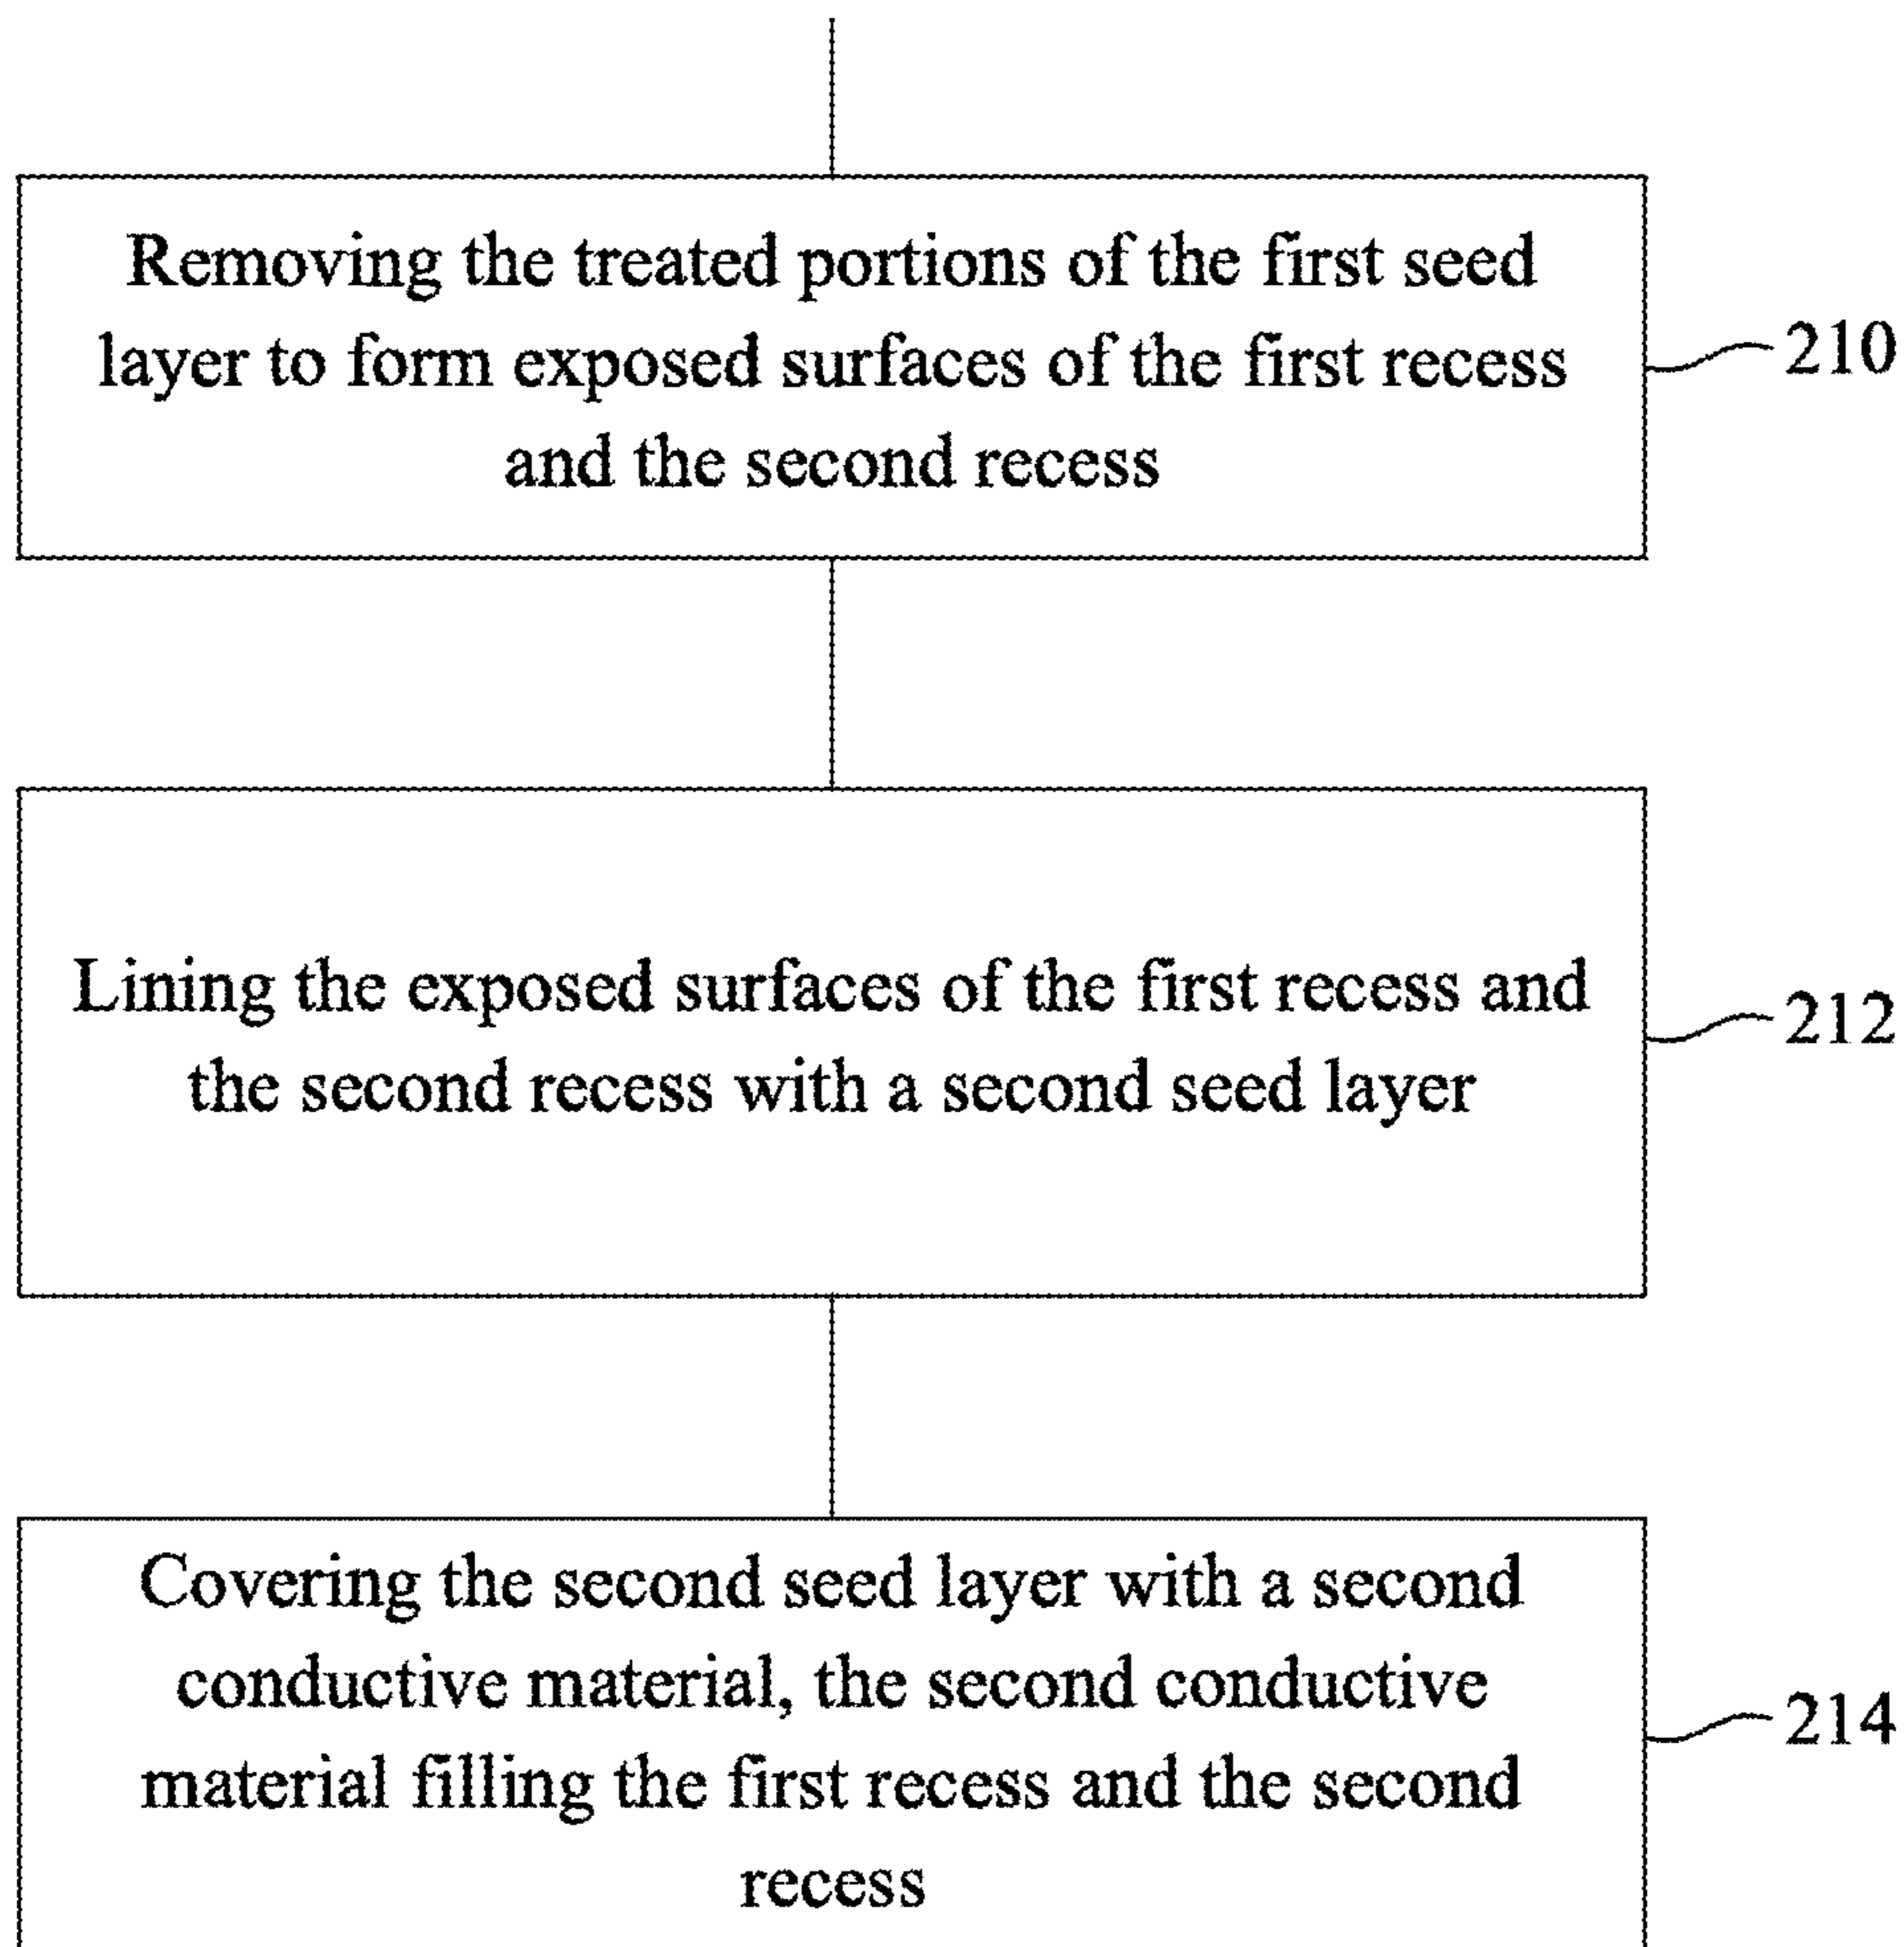 Removing the treated portions of the first seed
layer to form exposed surfaces of the first recess
and the second recess
210
Lining the exposed surfaces of the first recess and
the second recess with a second seed layer
212
Covering the second seed layer with a second
conductive material, the second conductive
material filling the first recess and the second
recess
214